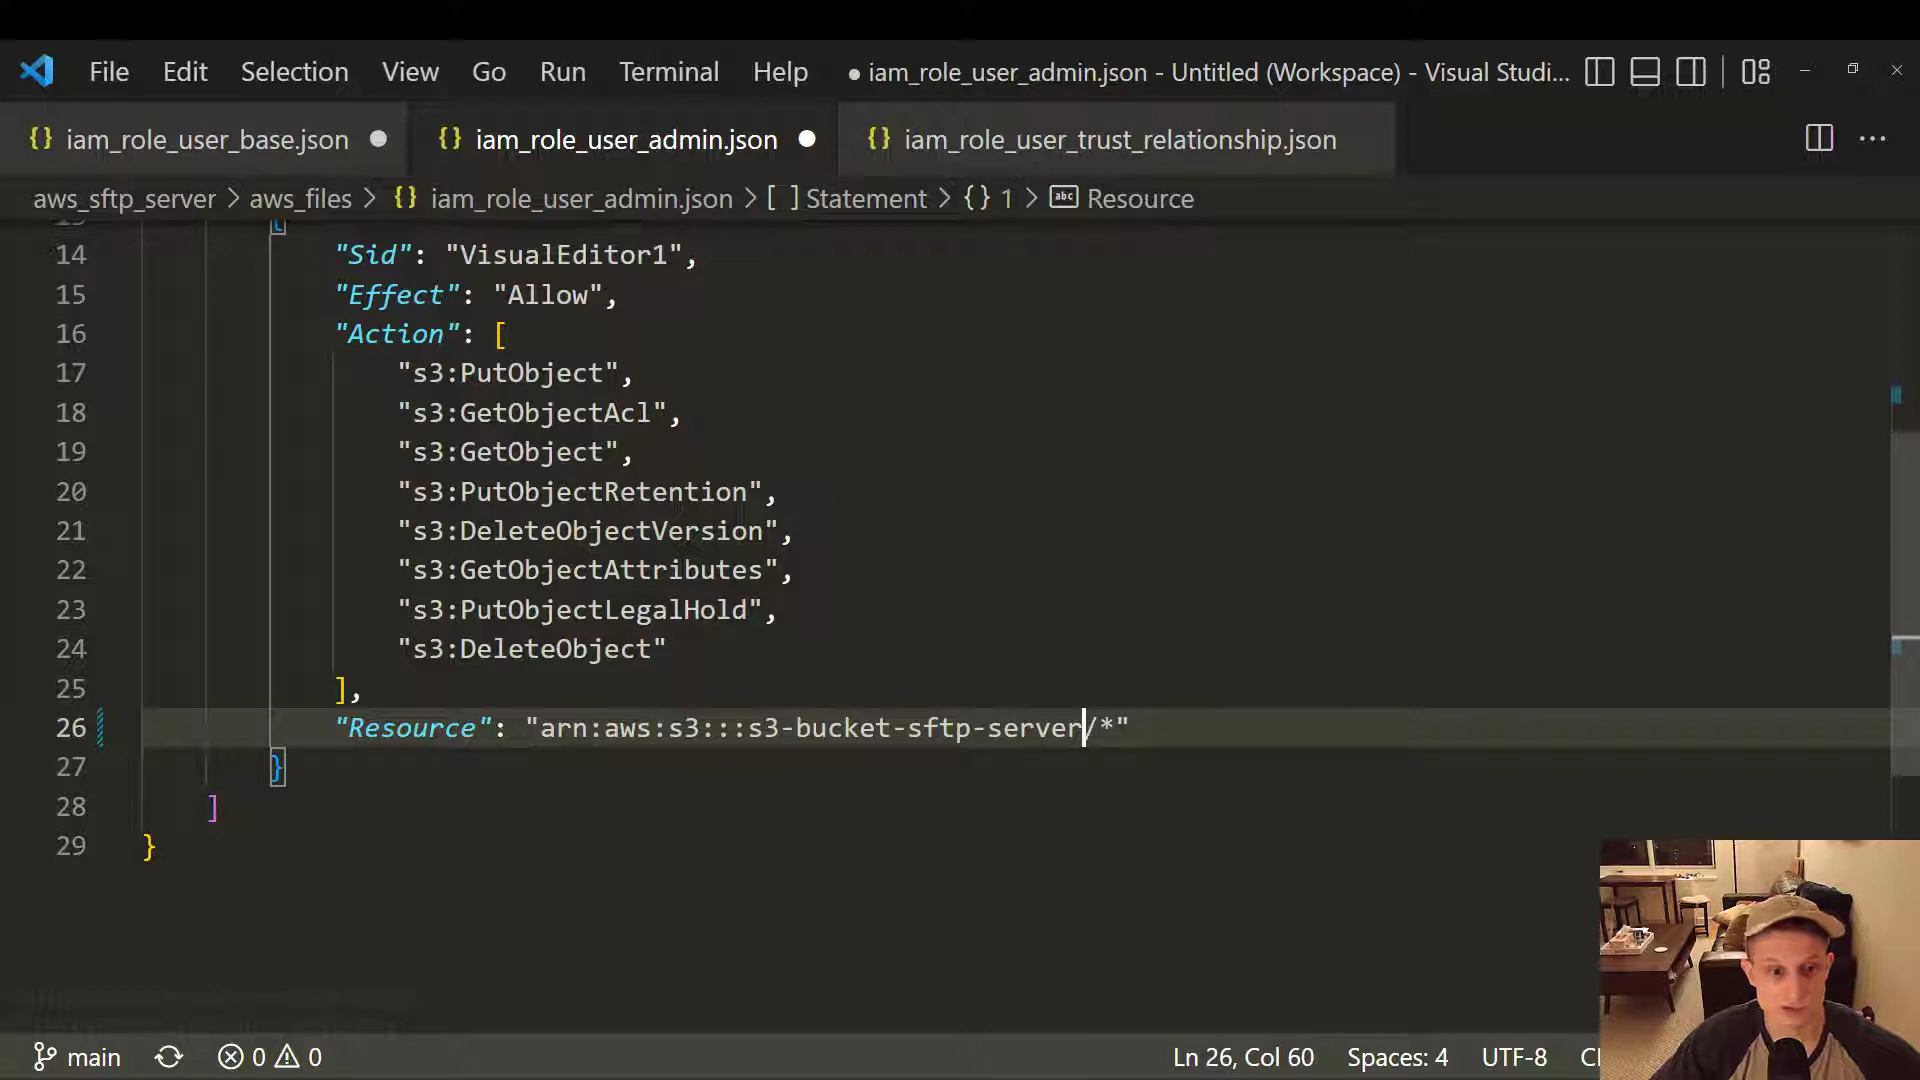 File Edit Selection View Go Run Terminal Help ● iam_role_user_admin.json - Untitled (Workspace) - Visual Studi...
{} iam_role_user_base.json ● {} iam_role_user_admin.json ● {} iam_role_user_trust_relationship.json ...
aws_sftp_server > aws_files > {} iam_role_user_admin.json > [ ] Statement > {} 1 > abc Resource
{
14 "Sid": "VisualEditor1",
15 "Effect": "Allow",
16 "Action": [
17 "s3:PutObject",
18 "s3:GetObjectAcl",
19 "s3:GetObject",
20 "s3:PutObjectRetention",
21 "s3:DeleteObjectVersion",
22 "s3:GetObjectAttributes",
23 "s3:PutObjectLegalHold",
24 "s3:DeleteObject"
25 ],
26 "Resource": "arn:aws:s3:::s3-bucket-sftp-server/*"
27 }
28 ]
29 }
main 0 0 Ln 26, Col 60 Spaces: 4 UTF-8